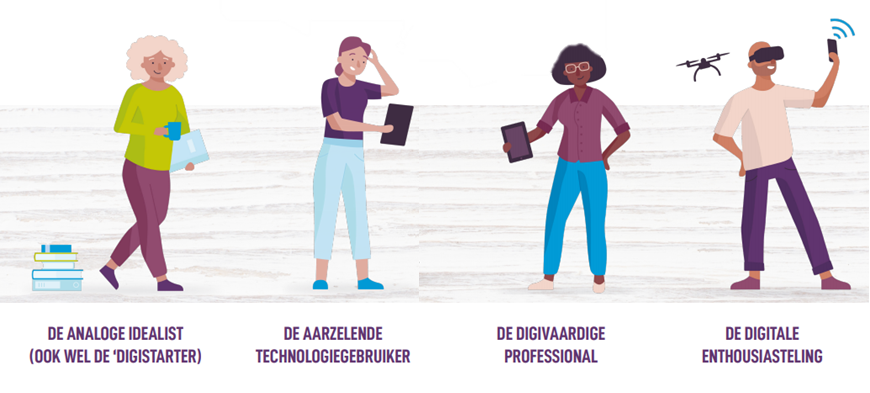 DE ANALOGE IDEALIST
(OOK WEL DE 'DIGISTARTER)
DE AARZELENDE
TECHNOLOGIEGEBRUIKER
DE DIGIVAARDIGE
PROFESSIONAL
DE DIGITALE
ENTHOUSIASTELING